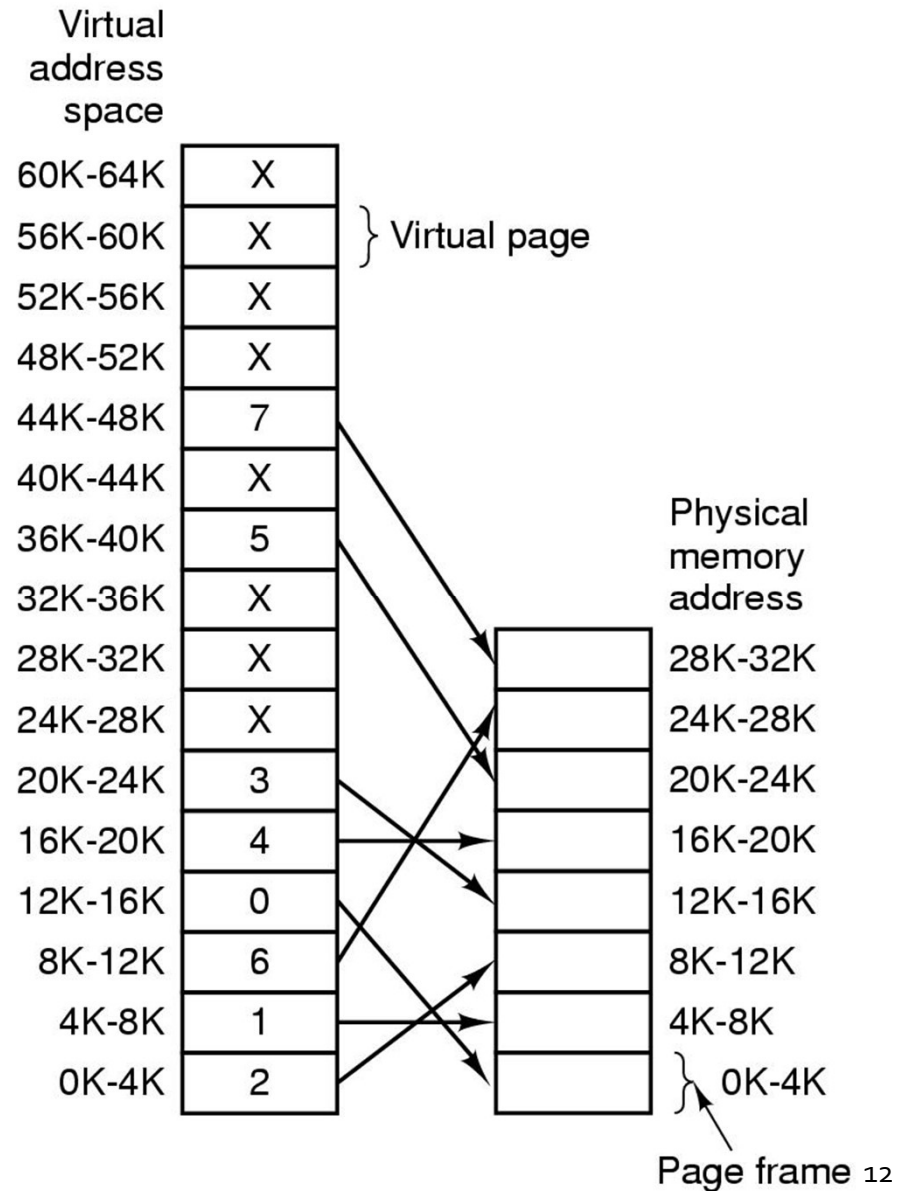 Virtual
address
space
60K-64K X
56K-60K X Virtual page
52K-56K X
48K-52K X
44K-48K 7
40K-44K X
36K-40K 5
Physical
memory
address
32K-36K X
28K-32K X 28K-32K
24K-28K X 24K-28K
20K-24K 3 20K-24K
16K-20K 4 16K-20K
12K-16K 0 12K-16K
8K-12K 6 8K-12K
4K-8K 1 4K-8K
0K-4K 2 0K-4K
Page frame 12